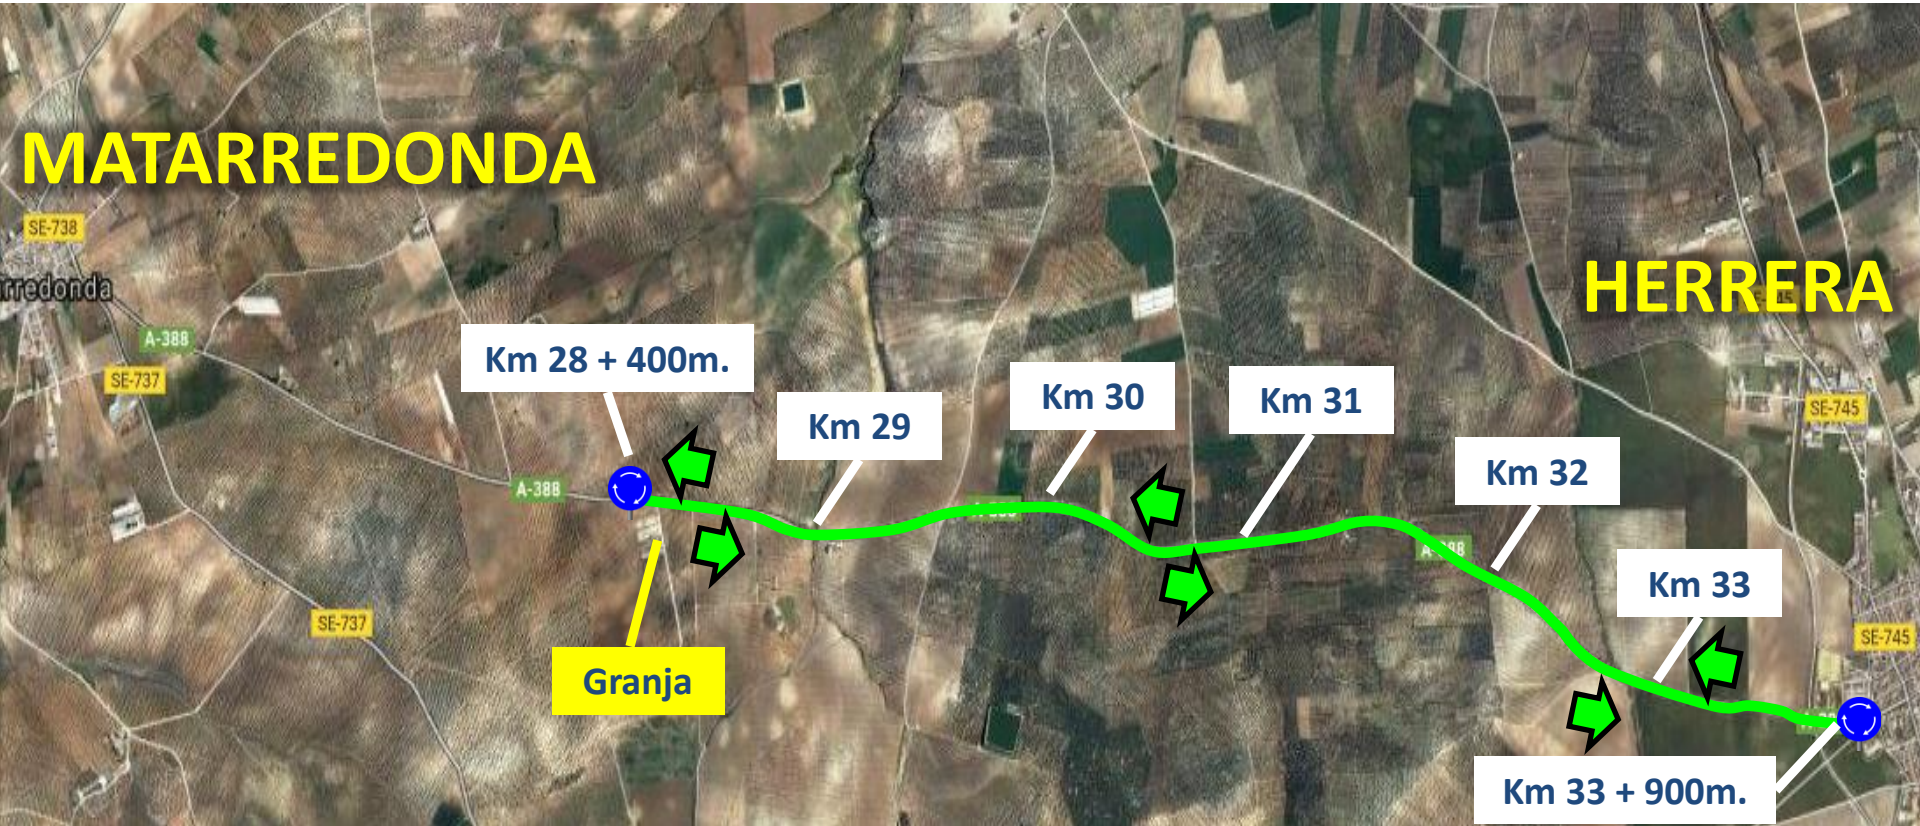 MATARREDONDA
SE-738
rredonda
HERRERA
A-388
SE-737
Km 28 + 400m.
Km 29
Km 30
Km 31
SE-745
Km 32
A-388
Km 33
SE-737
SE-745
Granja
Km 33 + 900m.